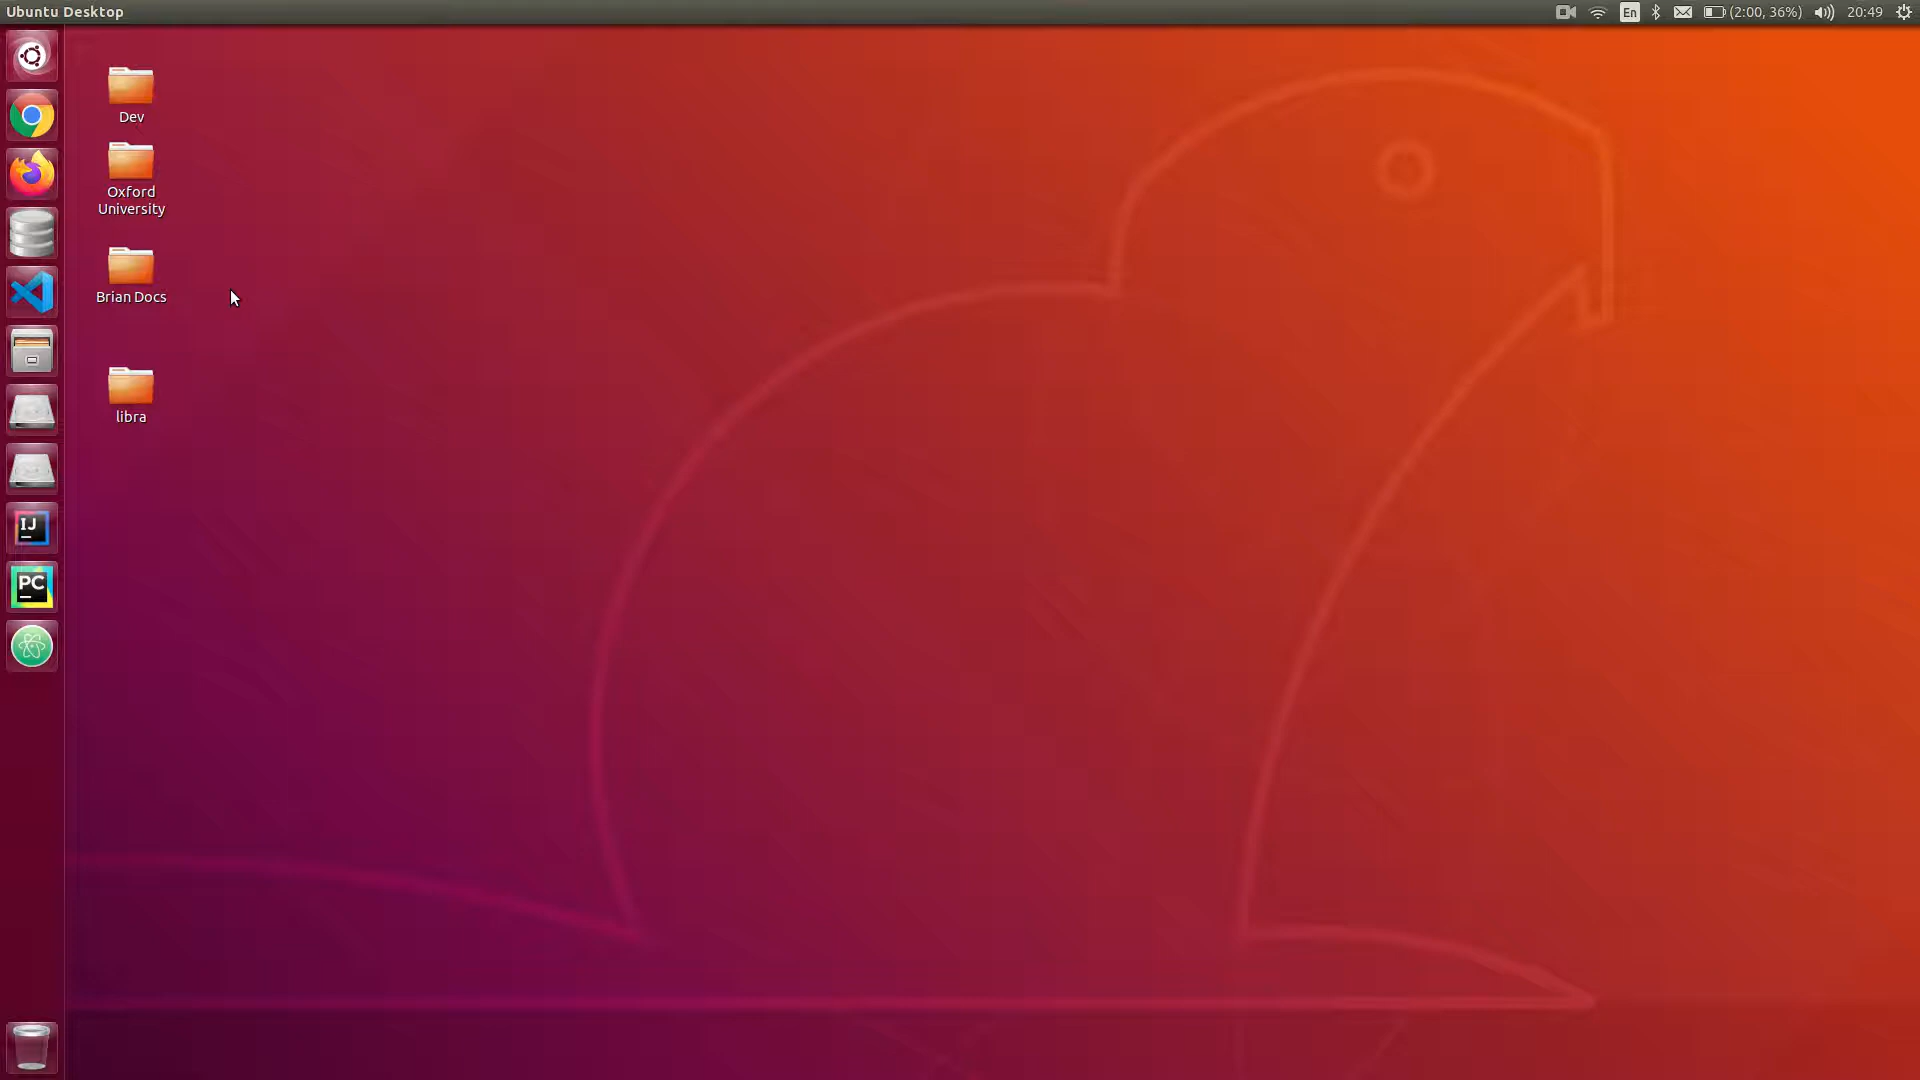 Ubuntu Desktop
En
(2:00, 36%)
20:49
Dev
Oxford
University
Brian Docs
libra
IJ
PC